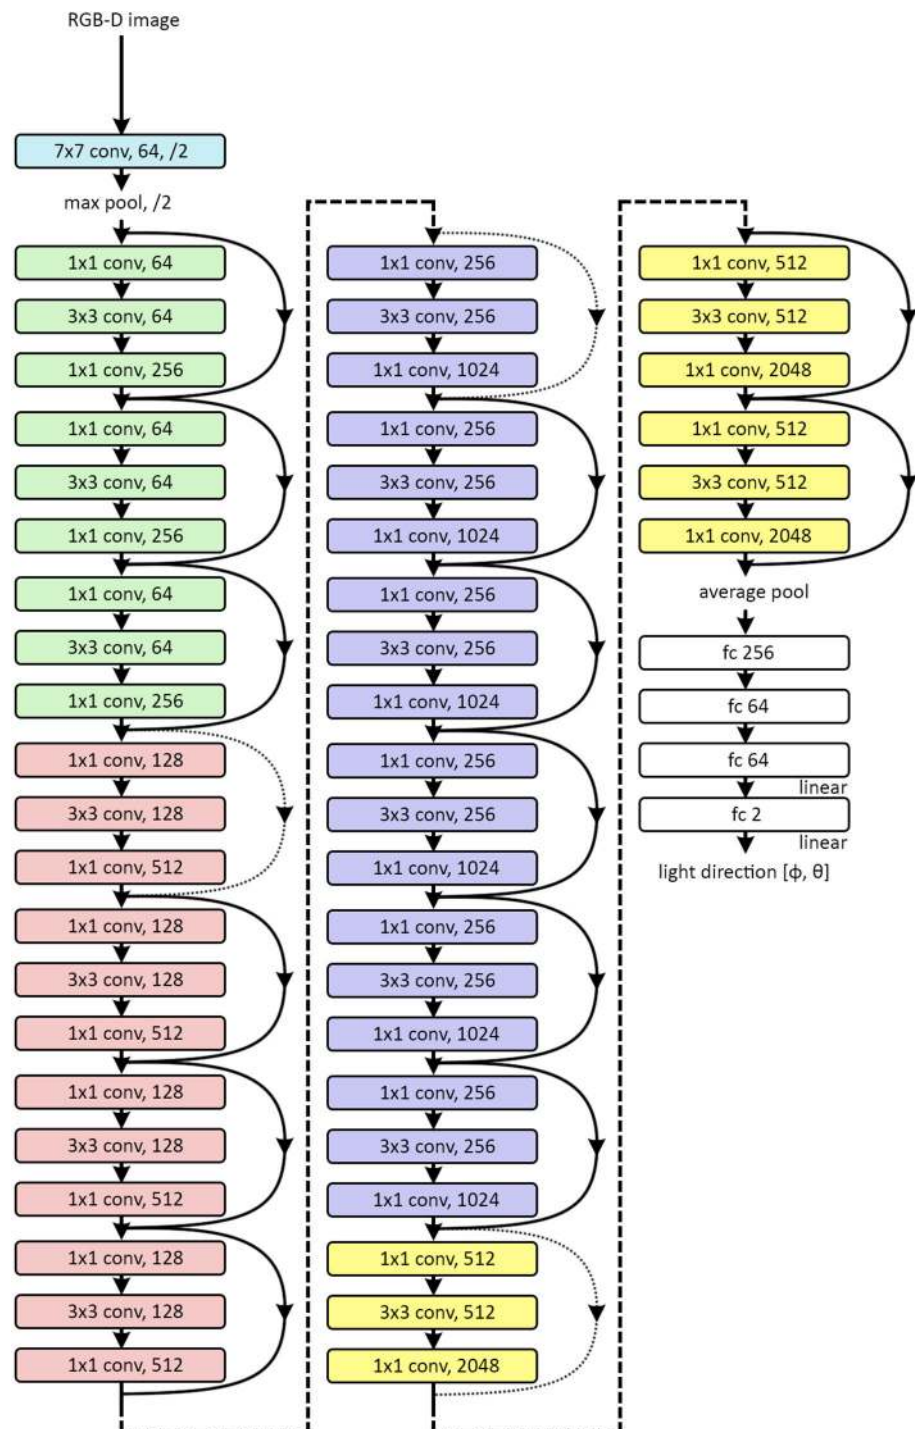 RGB-D image
7x7 conv, 64, /2
max pool, /2
1x1 conv, 64
3x3 conv, 64
1x1 conv, 256
1x1 conv, 64
3x3 conv, 64
1x1 conv, 256
1x1 conv, 64
3x3 conv, 64
1x1 conv, 256
1x1 conv, 128
3x3 conv, 128
1x1 conv, 512
1x1 conv, 128
3x3 conv, 128
1x1 conv, 512
1x1 conv, 128
3x3 conv, 128
1x1 conv, 512
1x1 conv, 128
3x3 conv, 128
1x1 conv, 512
1x1 conv, 256
3x3 conv, 256
1x1 conv, 1024
1x1 conv, 256
3x3 conv, 256
1x1 conv, 1024
1x1 conv, 256
3x3 conv, 256
1x1 conv, 1024
1x1 conv, 256
3x3 conv, 256
1x1 conv, 1024
1x1 conv, 256
3x3 conv, 256
1x1 conv, 1024
1x1 conv, 256
3x3 conv, 256
1x1 conv, 1024
1x1 conv, 512
3x3 conv, 512
1x1 conv, 2048
1x1 conv, 512
3x3 conv, 512
1x1 conv, 2048
1x1 conv, 512
3x3 conv, 512
1x1 conv, 2048
average pool
fc 256
fc 64
fc 64
linear
fc 2
linear
light direction [ϕ, θ]